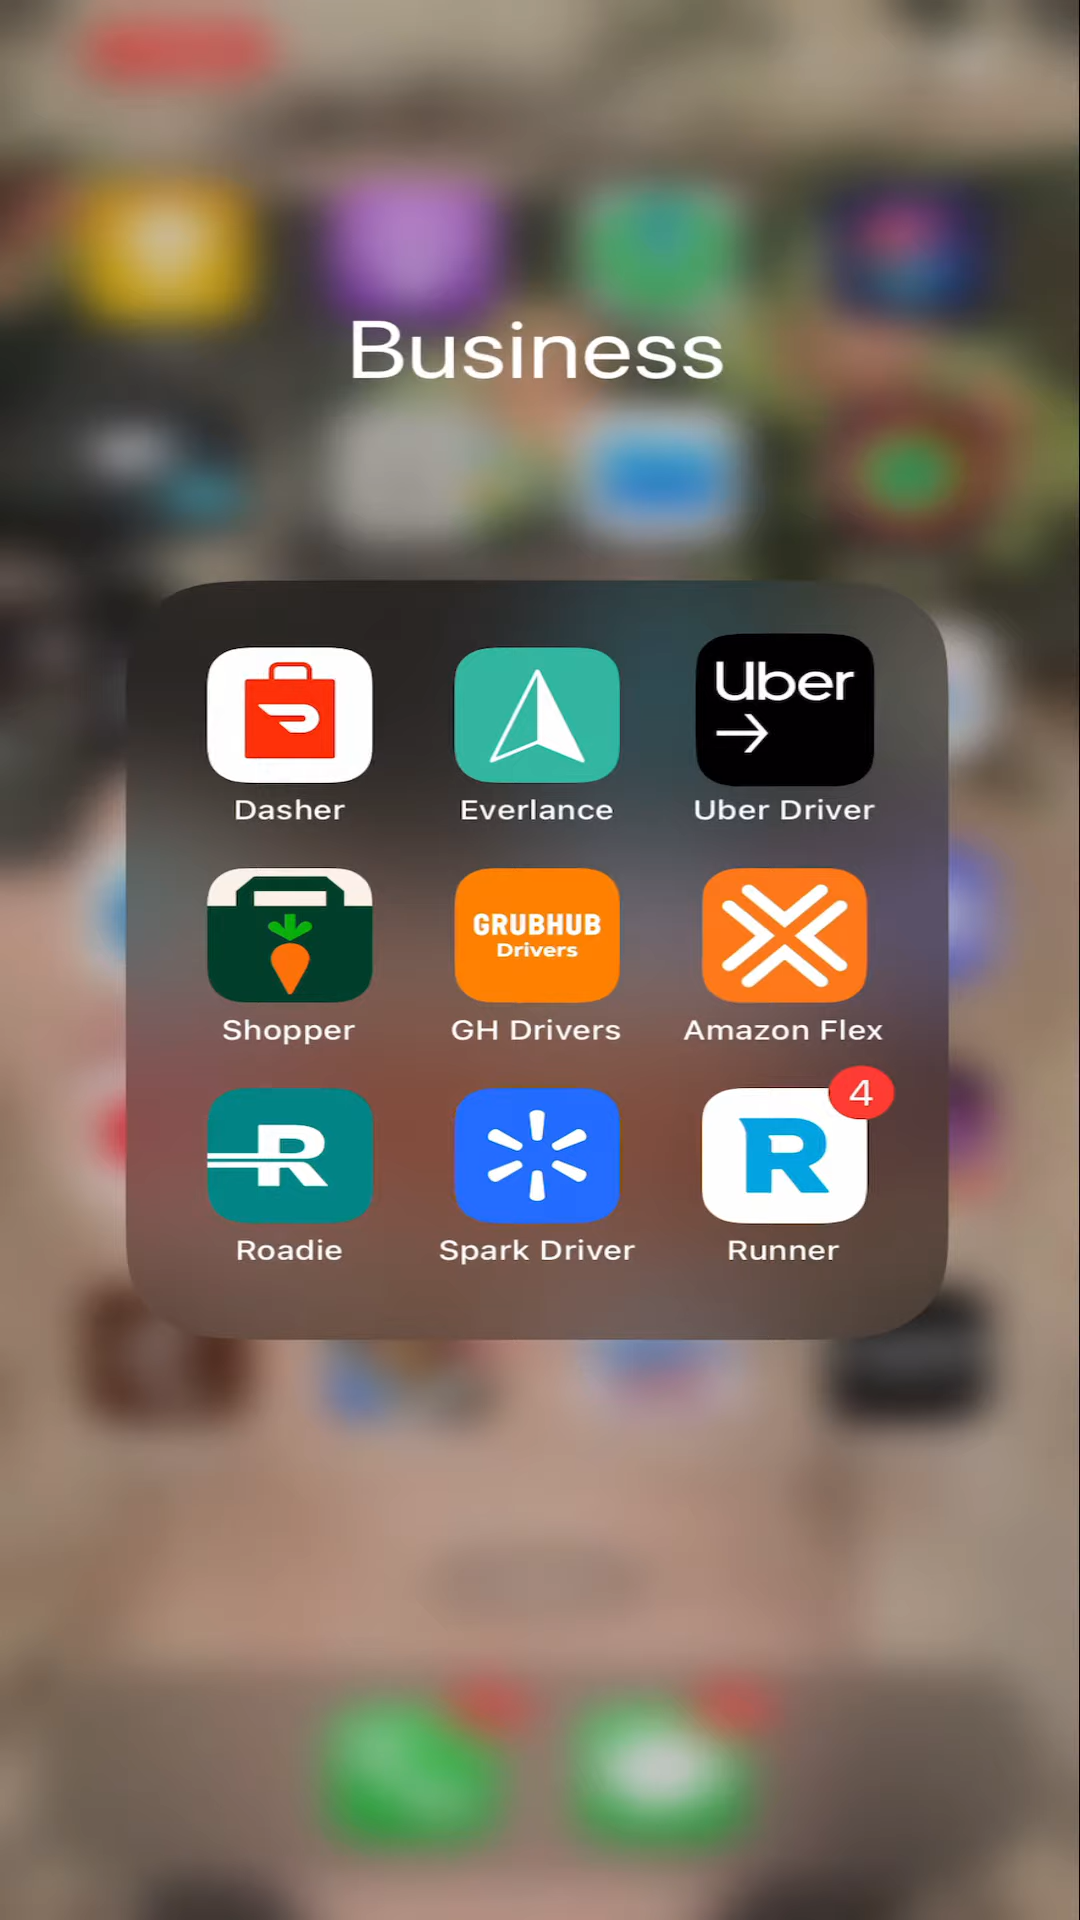 Business
Uber
Dasher
Everlance
Uber Driver
GRUBHUB
Drivers
Shopper
GH Drivers
Amazon Flex
4
R
R
Roadie
Spark Driver
Runner